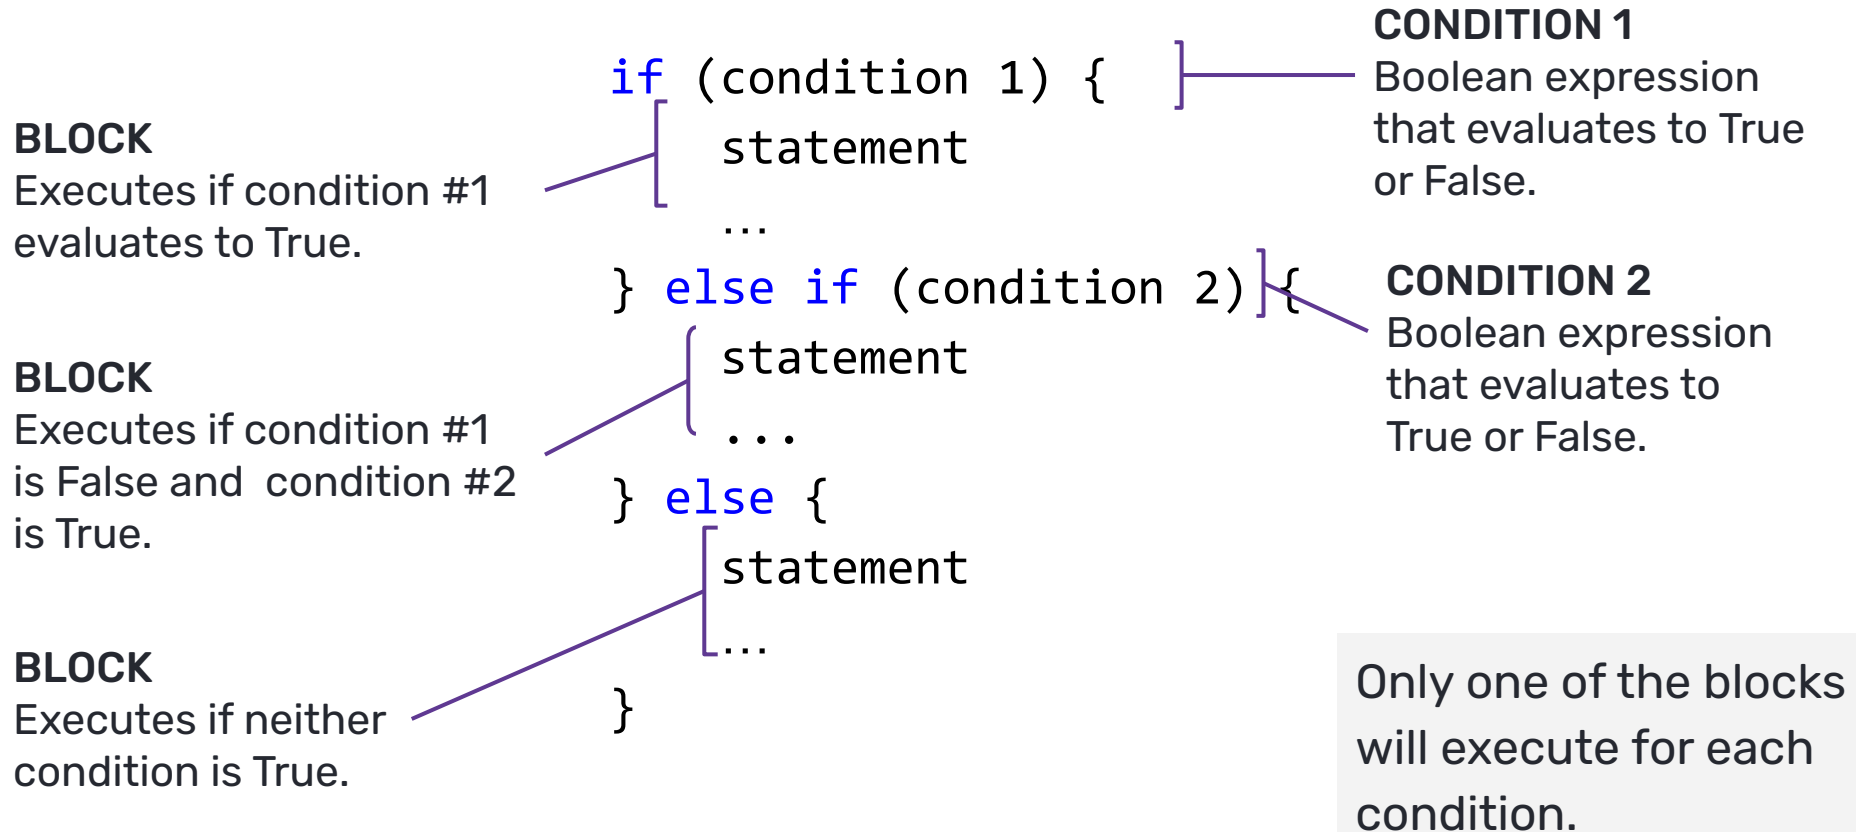 if (condition 1) {
statement
...
} else if (condition 2) {
statement
...
} else {
statement
...
}
BLOCK
Executes if condition #1
evaluates to True.
BLOCK
Executes if condition #1
is False and condition #2
is True.
BLOCK
Executes if neither
condition is True.
CONDITION 1
Boolean expression
that evaluates to True
or False.
CONDITION 2
Boolean expression
that evaluates to
True or False.
Only one of the blocks
will execute for each
condition.